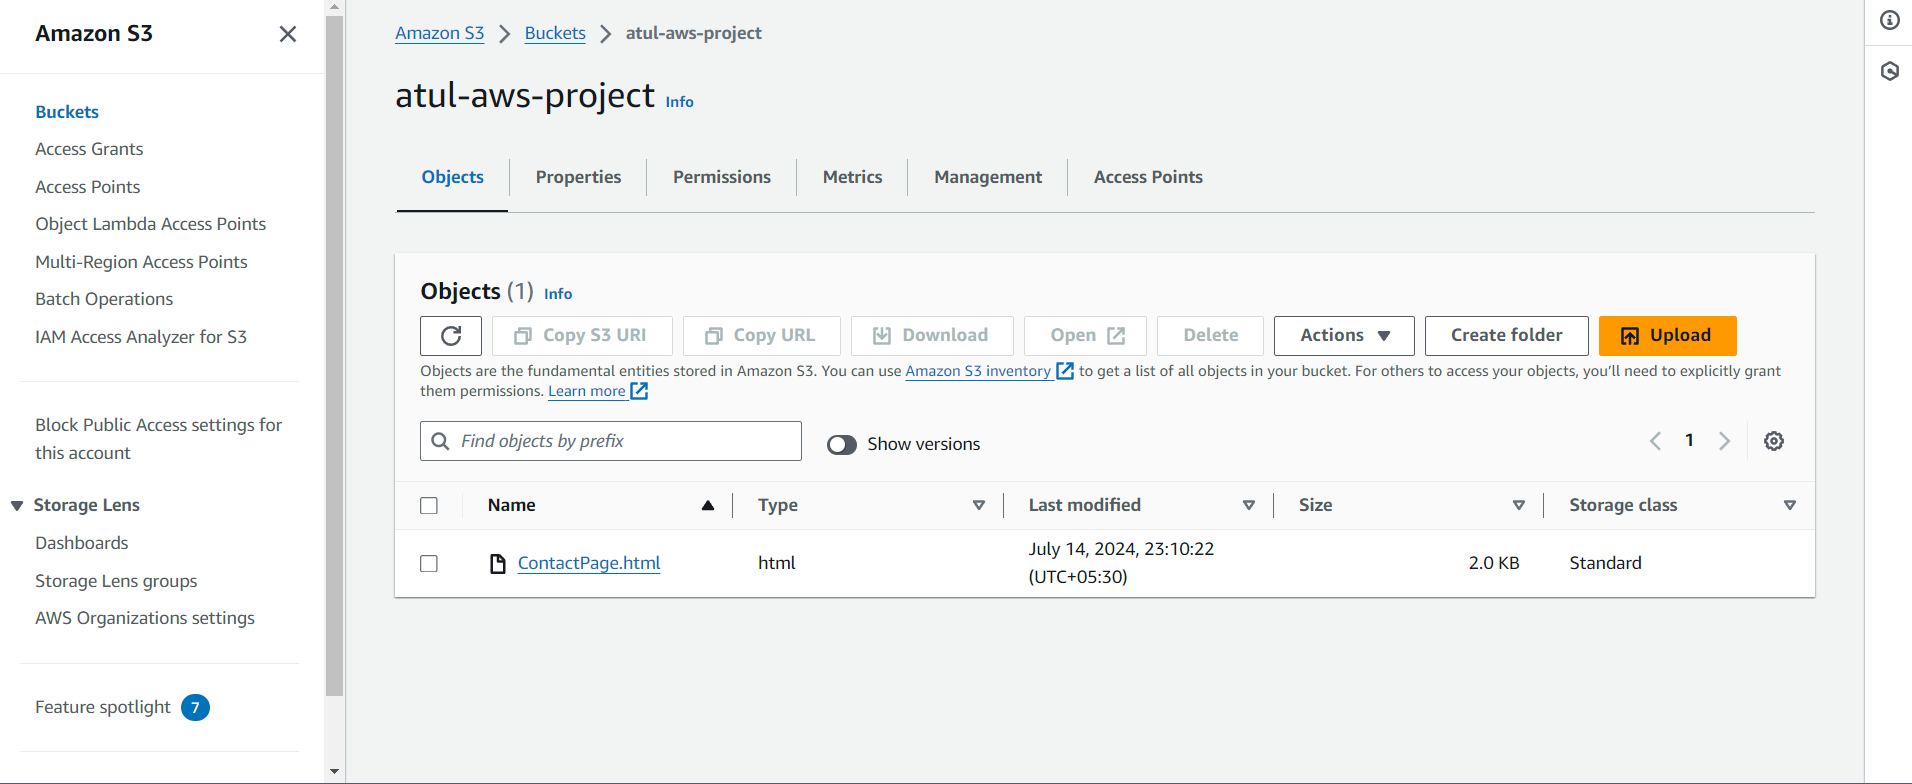 Amazon S3
Buckets
Access Grants
Access Points
Object Lambda Access Points
Multi-Region Access Points
Batch Operations
IAM Access Analyzer for S3
Block Public Access settings for
this account
Storage Lens
Dashboards
Storage Lens groups
AWS Organizations settings
Feature spotlight 7
Amazon S3 Buckets atul-aws-project
atul-aws-project Info
Objects Properties Permissions Metrics Management Access Points
Objects (1) Info
Copy S3 URI Copy URL Download Open Delete Actions Create folder Upload
Objects are the fundamental entities stored in Amazon S3. You can use Amazon S3 inventory to get a list of all objects in your bucket. For others to access your objects, you’ll need to explicitly grant
them permissions. Learn more
Find objects by prefix Show versions 1
Name Type Last modified Size Storage class
ContactPage.html html July 14, 2024, 23:10:22 2.0 KB Standard
(UTC+05:30)